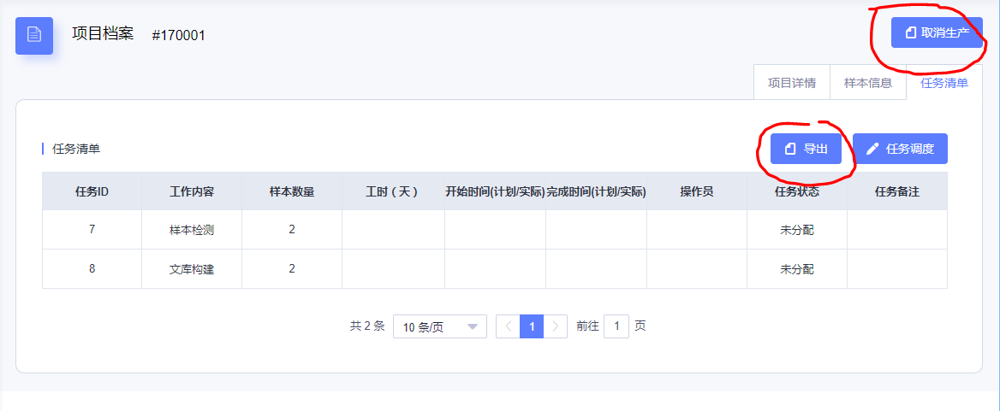 项目档案 #170001
取消生产
项目详情 样本信息 任务清单
任务清单
导出 任务调度
任务ID 工作内容 样本数量 工时（天） 开始时间(计划/实际) 完成时间(计划/实际) 操作员 任务状态 任务备注
7 样本检测 2 未分配
8 文库构建 2 未分配
共 2 条 10 条/页 1 前往 1 页